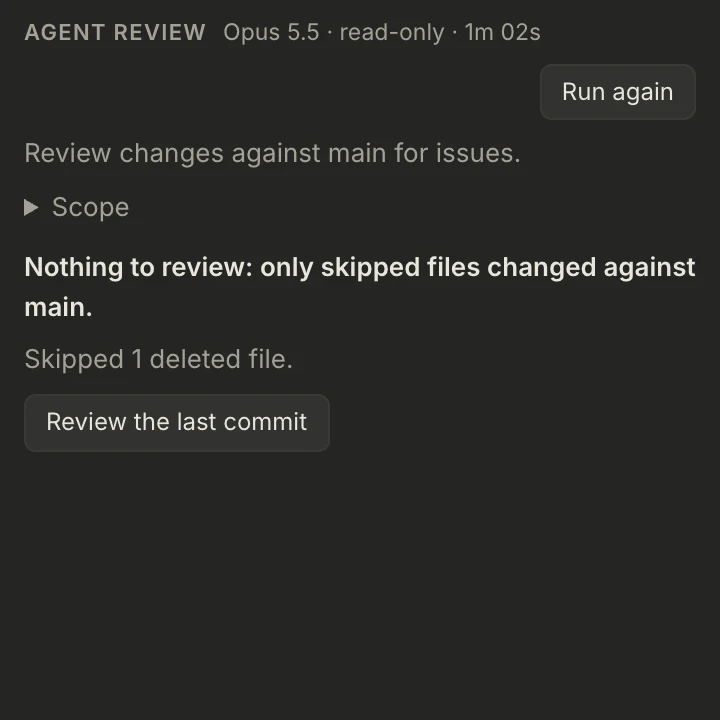 AGENT REVIEW Opus 5.5 · read-only · 1m 02s
Run again
Review changes against main for issues.
Scope
Nothing to review: only skipped files changed against
main.
Skipped 1 deleted file.
Review the last commit